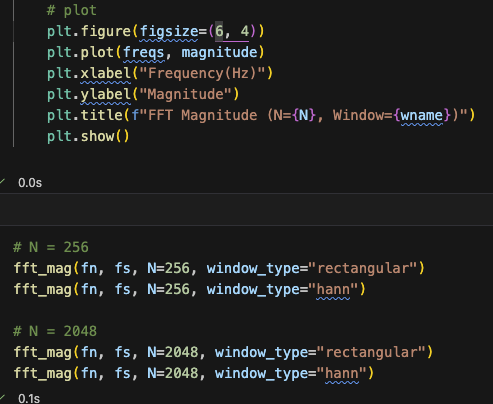 # plot
plt.figure(figsize=(6, 4))
plt.plot(freqs, magnitude)
plt.xlabel("Frequency(Hz)")
plt.ylabel("Magnitude")
plt.title(f"FFT Magnitude (N={N}, Window={wname})")
plt.show()
0.0s
# N = 256
fft_mag(fn, fs, N=256, window_type="rectangular")
fft_mag(fn, fs, N=256, window_type="hann")
# N = 2048
fft_mag(fn, fs, N=2048, window_type="rectangular")
fft_mag(fn, fs, N=2048, window_type="hann")
0.1s